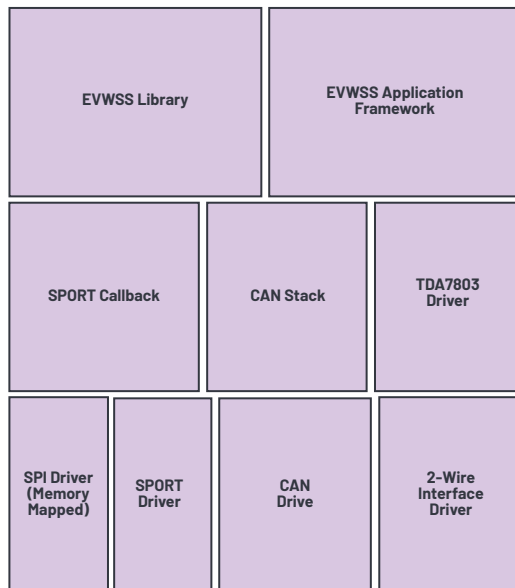 EVWSS Library
EVWSS Application
Framework
SPORT Callback
CAN Stack
TDA7803
Driver
SPI Driver
(Memory
Mapped)
SPORT
Driver
CAN
Drive
2-Wire
Interface
Driver